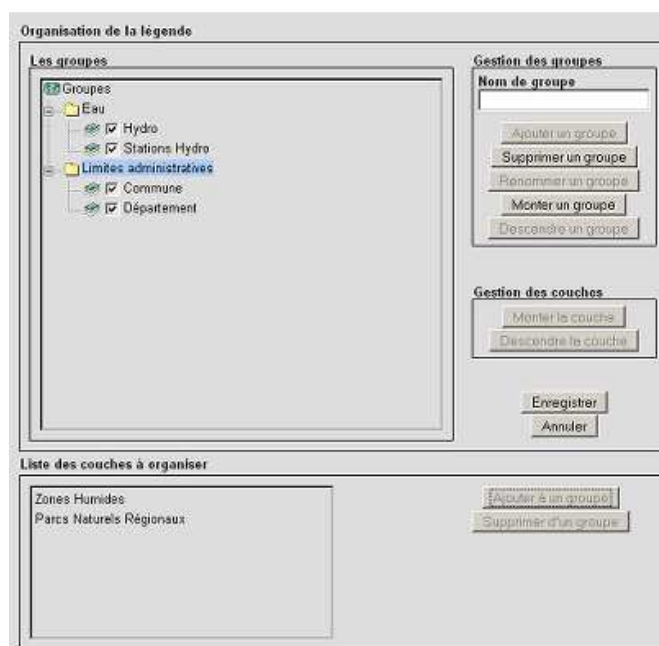 Organisation de la légende
Les groupes
Groupes
Eau
Hydro
Stations Hydro
Limites administratives
Commune
Département
Gestion des groupes
Nom de groupe
Ajouter un groupe
Supprimer un groupe
Renommer un groupe
Monter un groupe
Descendre un groupe
Gestion des couches
Monter la couche
Descendre la couche
Enregistrer
Annuler
Liste des couches à organiser
Zones Humides
Parcs Naturels Régionaux
Ajouter à un groupe
Supprimer d'un groupe